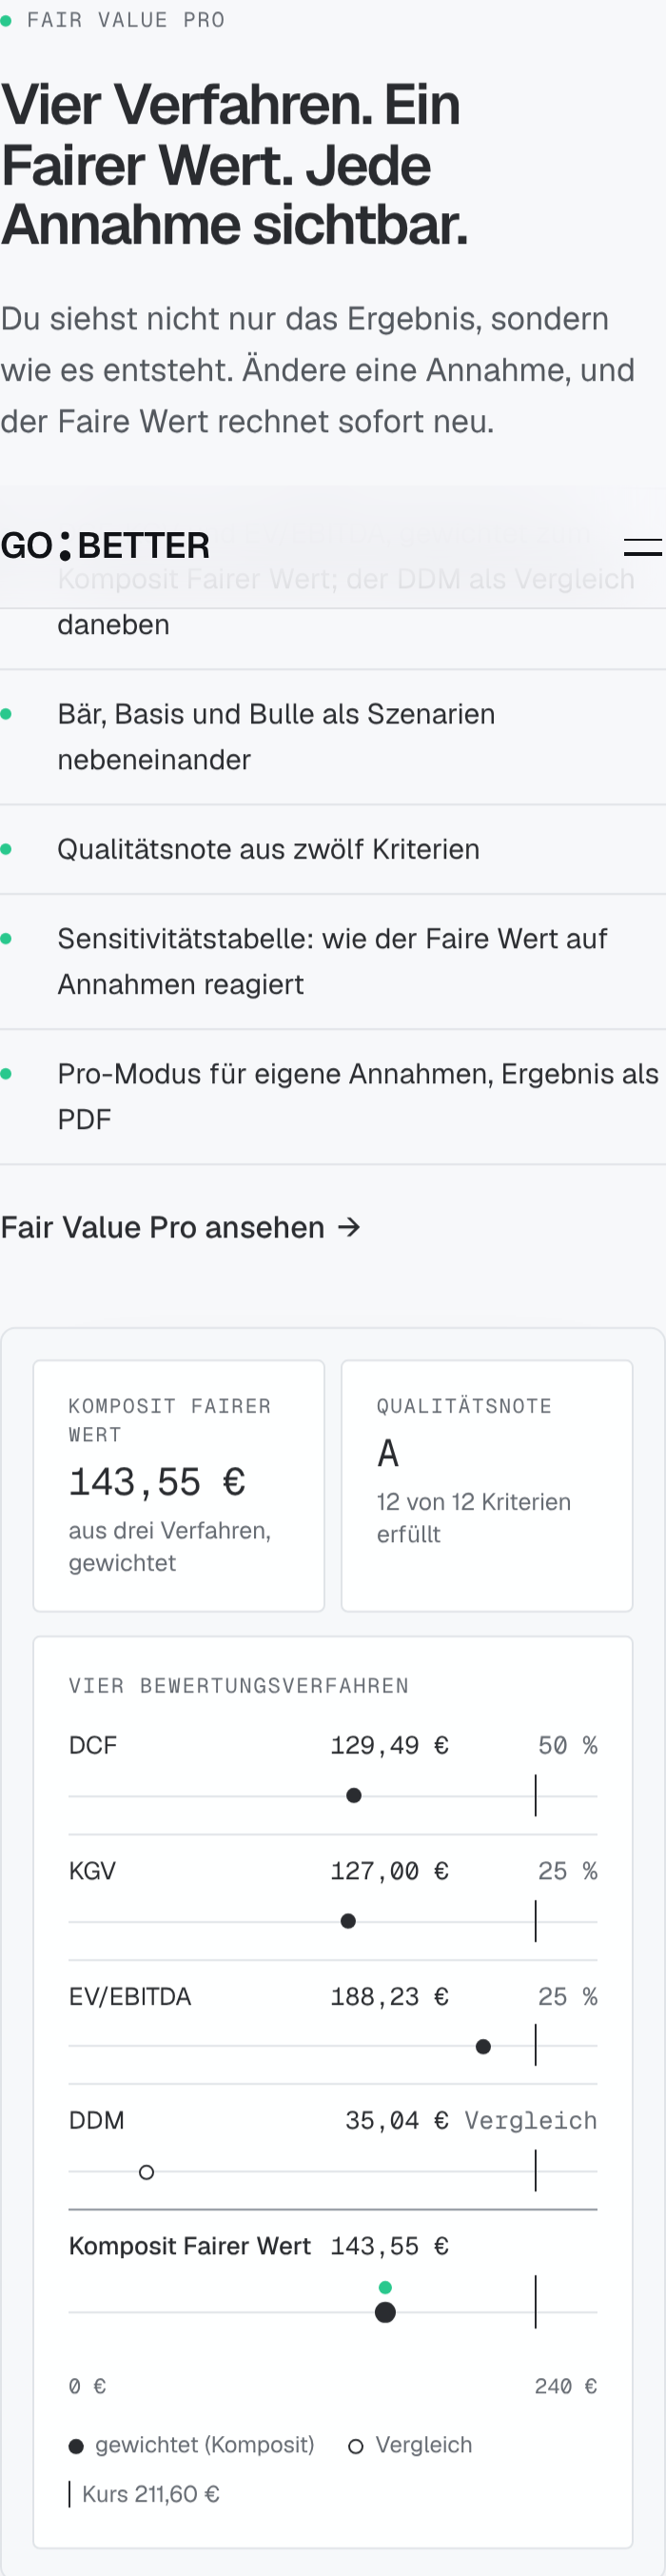 FAIR VALUE PRO
Vier Verfahren. Ein
Fairer Wert. Jede
Annahme sichtbar.
Du siehst nicht nur das Ergebnis, sondern
wie es entsteht. Ändere eine Annahme, und
der Faire Wert rechnet sofort neu.
GO:BETTER
Komposit Fairer Wert; der DDM als Vergleich
daneben
Bär, Basis und Bulle als Szenarien
nebeneinander
Qualitätsnote aus zwölf Kriterien
Sensitivitätstabelle: wie der Faire Wert auf
Annahmen reagiert
Pro-Modus für eigene Annahmen, Ergebnis als
PDF
Fair Value Pro ansehen →
KOMPOSIT FAIRER
WERT
143,55 €
aus drei Verfahren,
gewichtet
QUALITÄTSNOTE
A
12 von 12 Kriterien
erfüllt
VIER BEWERTUNGSVERFAHREN
DCF 129,49 € 50 %
KGV 127,00 € 25 %
EV/EBITDA 188,23 € 25 %
DDM 35,04 € Vergleich
Komposit Fairer Wert 143,55 €
0 € 240 €
gewichtet (Komposit) Vergleich
Kurs 211,60 €